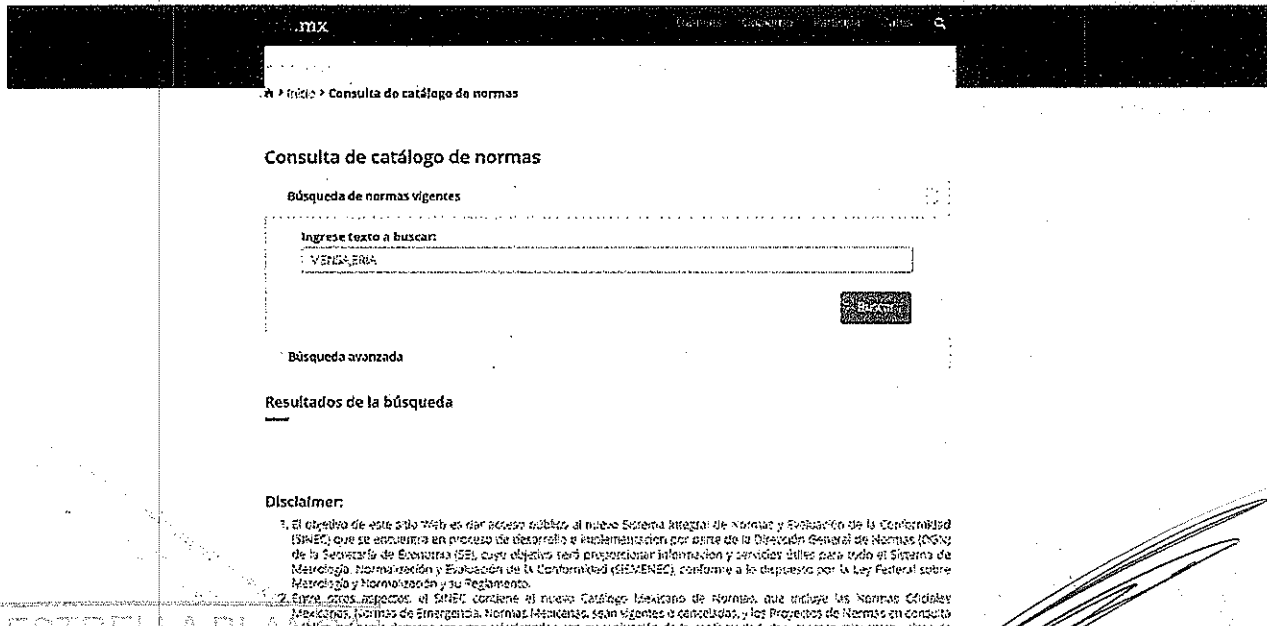 .mx
Trámites Gobierno Participa Datos
> Inicio > Consulta de catálogo de normas
Consulta de catálogo de normas
Búsqueda de normas vigentes
Ingrese texto a buscar:
MENSAJERIA
Buscar
Búsqueda avanzada
Resultados de la búsqueda
Disclaimer:
1. El objetivo de este sitio Web es dar acceso público al nuevo Sistema Integral de Normas y Evaluación de la Conformidad
(SINEC) que se encuentra en proceso de desarrollo e implementación por parte de la Dirección General de Normas (DGN)
de la Secretaría de Economía (SE), cuyo objetivo será proporcionar información y servicios útiles para todo el Sistema de
Metrología, Normalización y Evaluación de la Conformidad (SISMENEC), conforme a lo dispuesto por la Ley Federal sobre
Metrología y Normalización y su Reglamento.
2. Entre otros aspectos, el SINEC contiene el nuevo Catálogo Mexicano de Normas, que incluye las Normas Oficiales
Mexicanas, Normas de Emergencia, Normas Mexicanas, sean vigentes o canceladas, y los Proyectos de Normas en consulta